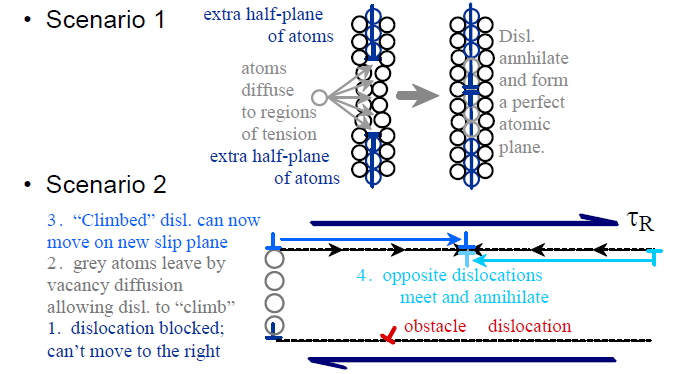 • Scenario 1
extra half-plane
of atoms
atoms
diffuse
to regions
of tension
extra half-plane
of atoms
Disl.
annhilate
and form
a perfect
atomic
plane.
• Scenario 2
3. “Climbed” disl. can now
move on new slip plane
2. grey atoms leave by
vacancy diffusion
allowing disl. to “climb”
1. dislocation blocked;
can’t move to the right
τR
4. opposite dislocations
meet and annihilate
obstacle dislocation